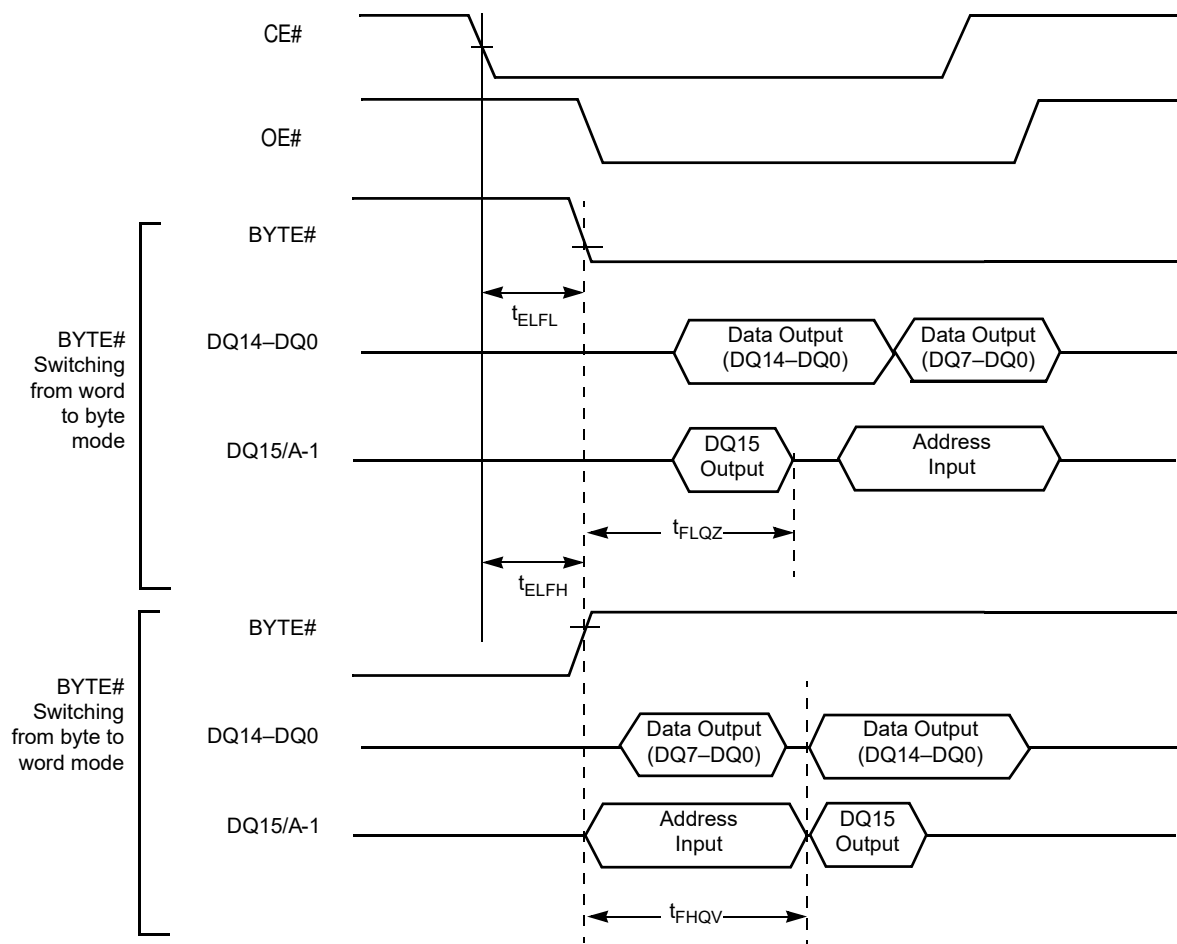 CE#
OE#
BYTE#
tELFL
BYTE#
Switching
from word
to byte
mode
DQ14–DQ0
Data Output
(DQ14–DQ0)
Data Output
(DQ7–DQ0)
DQ15/A-1
DQ15
Output
Address
Input
tFLQZ
tELFH
BYTE#
BYTE#
Switching
from byte to
word mode
DQ14–DQ0
Data Output
(DQ7–DQ0)
Data Output
(DQ14–DQ0)
DQ15/A-1
Address
Input
DQ15
Output
tFHQV